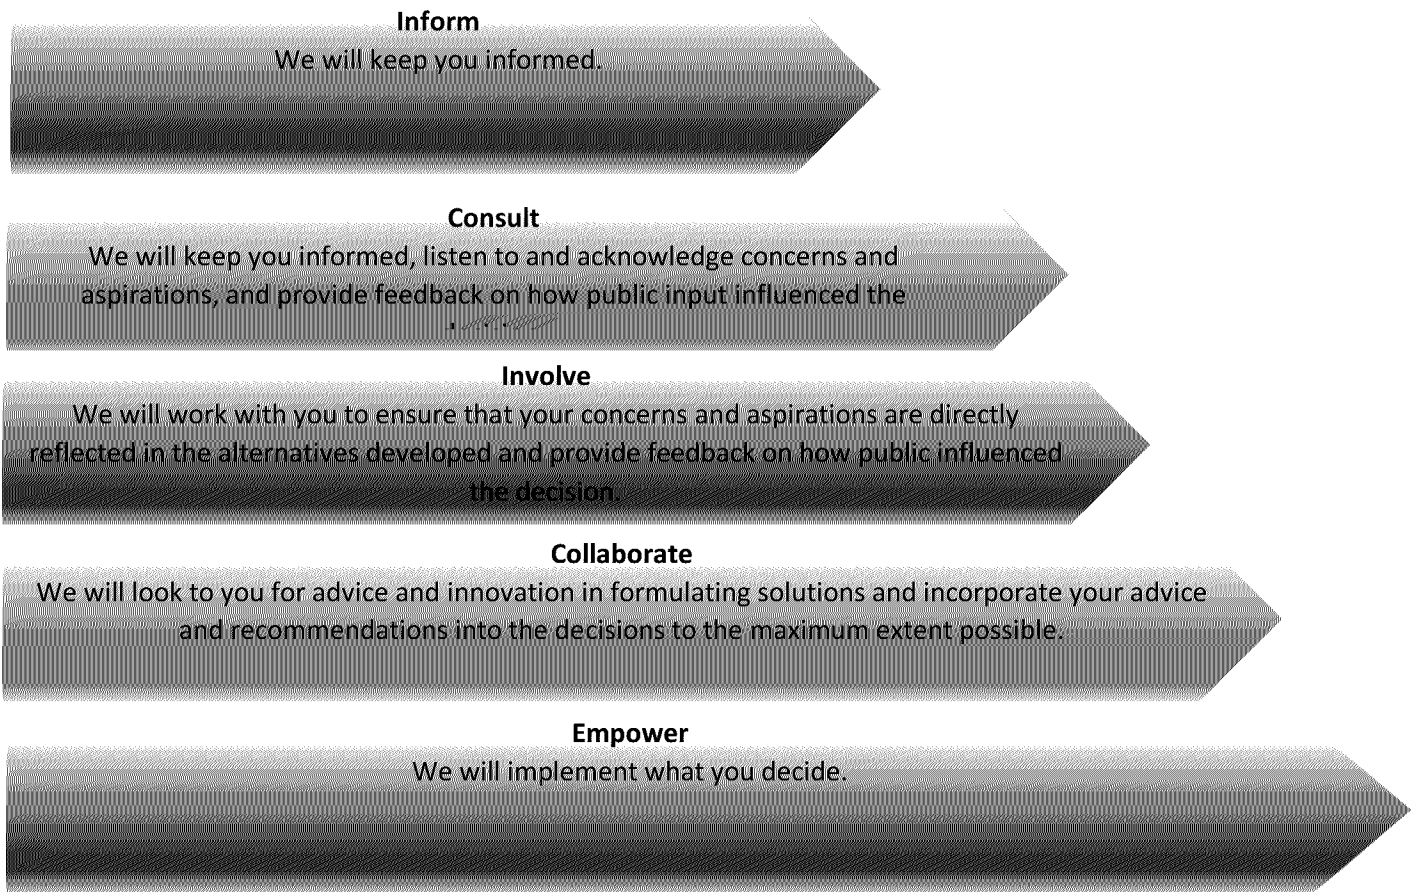 Inform
We will keep you informed.
Consult
We will keep you informed, listen to and acknowledge concerns and
aspirations, and provide feedback on how public input influenced the
Involve
We will work with you to ensure that your concerns and aspirations are directly
reflected in the alternatives developed and provide feedback on how public influenced
the decision.
Collaborate
We will look to you for advice and innovation in formulating solutions and incorporate your advice
and recommendations into the decisions to the maximum extent possible.
Empower
We will implement what you decide.